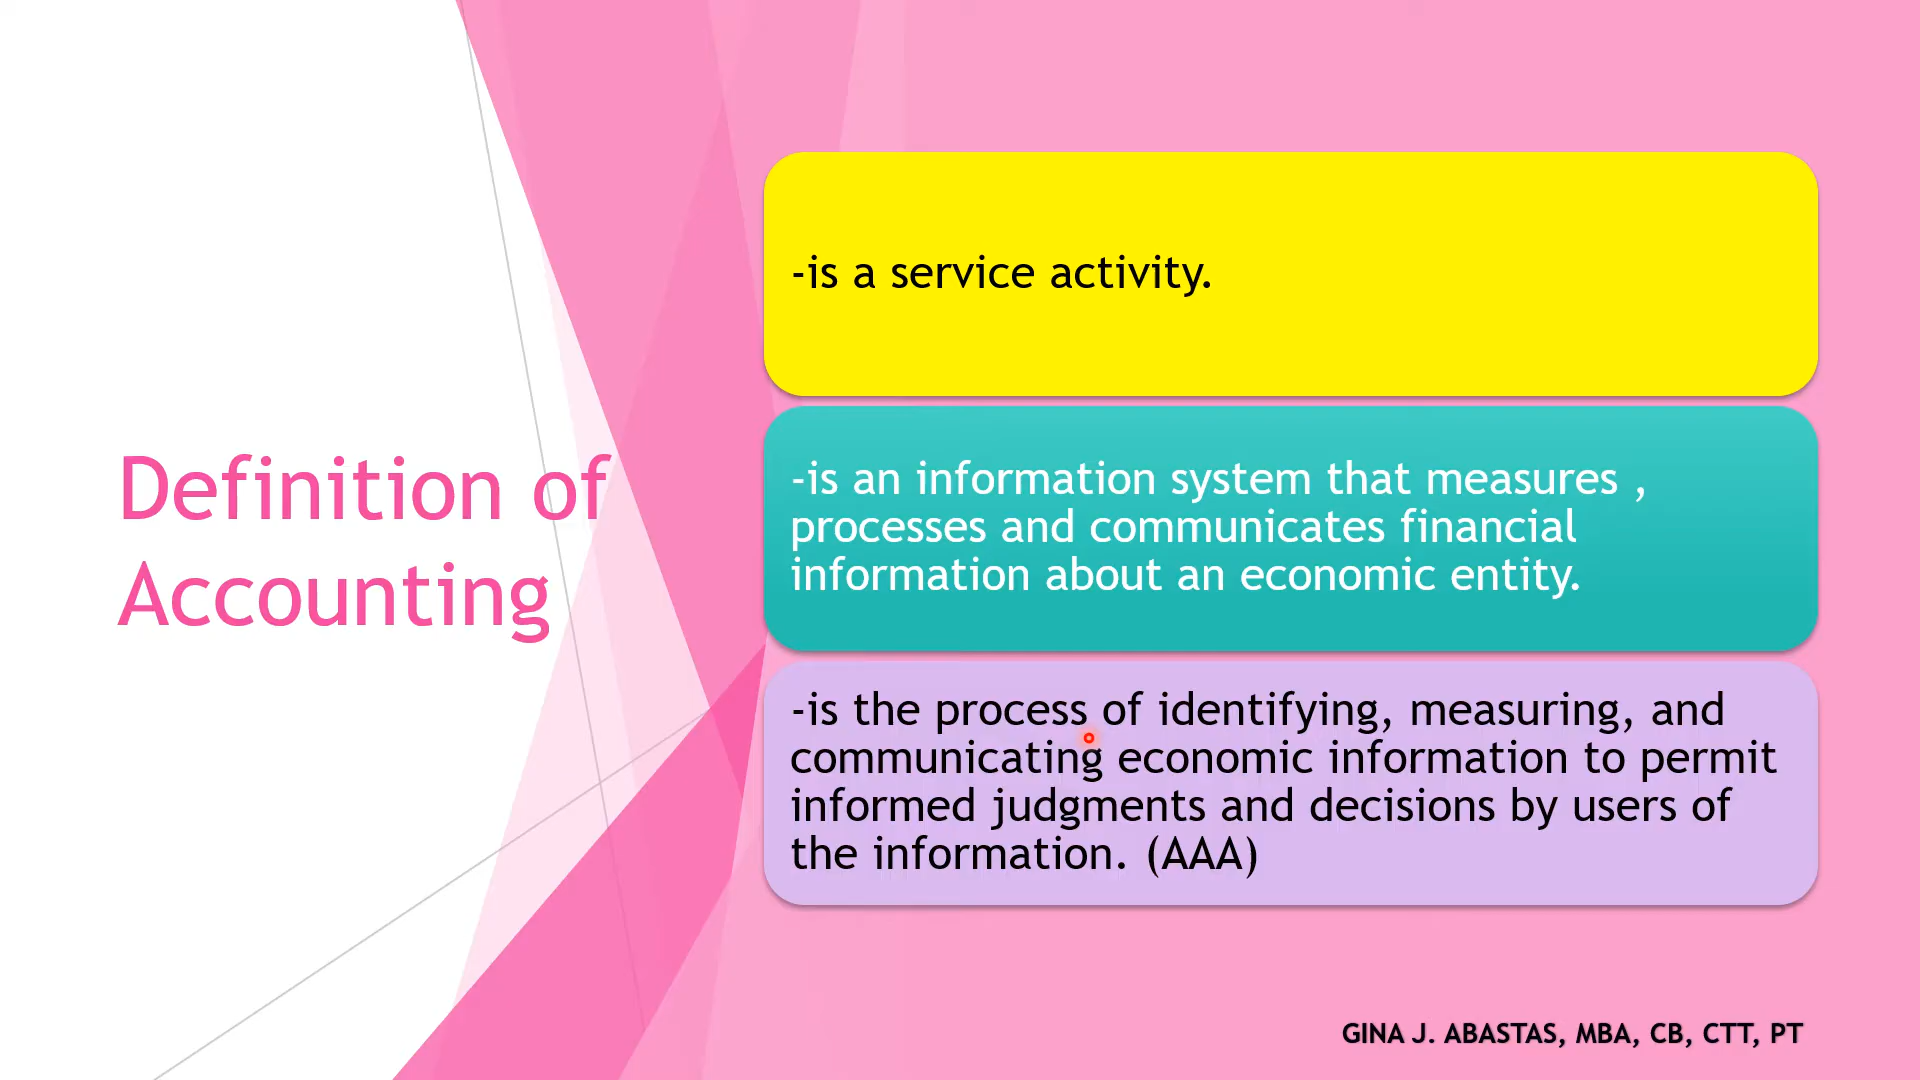 Definition of
Accounting
-is a service activity.
-is an information system that measures ,
processes and communicates financial
information about an economic entity.
-is the process of identifying, measuring, and
communicating economic information to permit
informed judgments and decisions by users of
the information. (AAA)
GINA J. ABASTAS, MBA, CB, CTT, PT